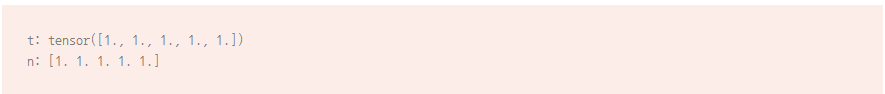 t: tensor([1., 1., 1., 1., 1.])
n: [1. 1. 1. 1. 1.]